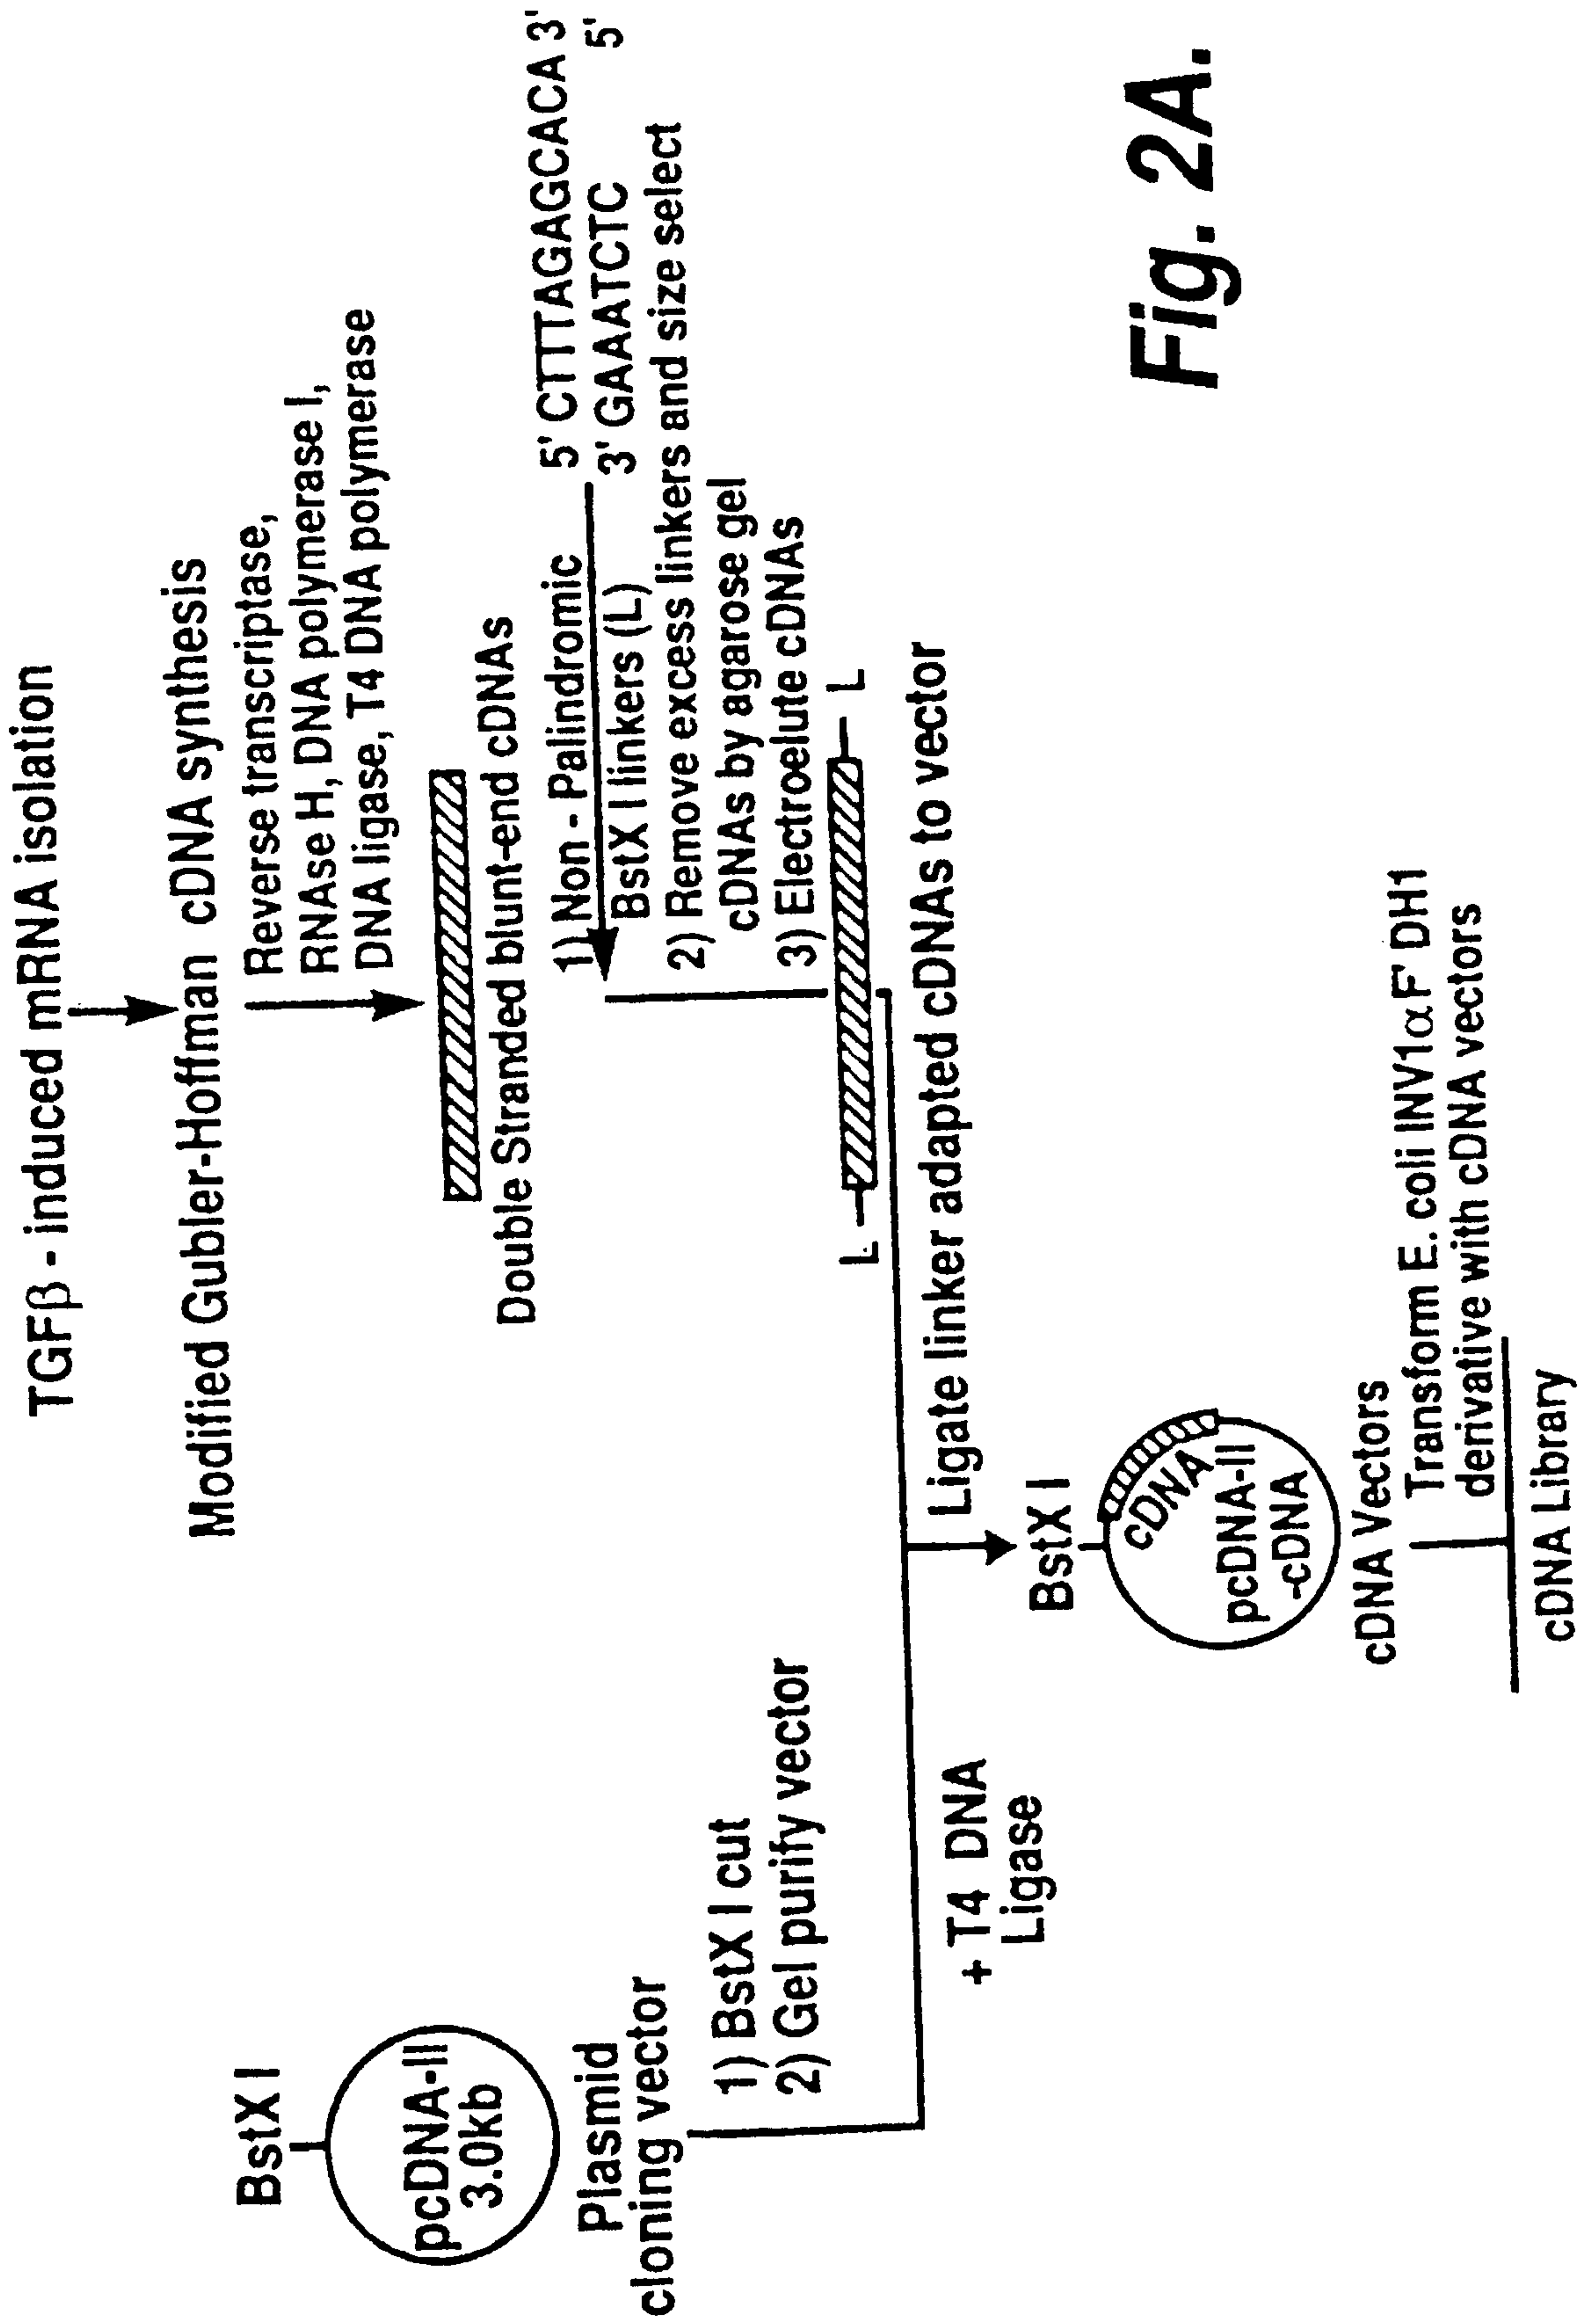 TGFβ - induced mRNA isolation
Modified Gubler-Hoffman cDNA synthesis
Reverse transcriptase,
RNAse H, DNA polymerase I,
DNA ligase, T4 DNA polymerase
Double Stranded blunt-end cDNAs
1) Non - Palindromic
BstX I linkers (L)
5' CTTTAGAGCACA 3'
3' GAAATCTC 5'
2) Remove excess linkers and size select
cDNAs by agarose gel
3) Electroelute cDNAs
L L
BstX I
pcDNA-II
3.0kb
Plasmid
cloning vector
1) BstX I cut
2) Gel purify vector
+ T4 DNA
Ligase
Ligate linker adapted cDNAs to vector
BstX I
cDNA
pcDNA-II
-cDNA
cDNA Vectors
Transform E. coli INV1αF' DH1
derivative with cDNA vectors
cDNA Library
Fig. 2A.